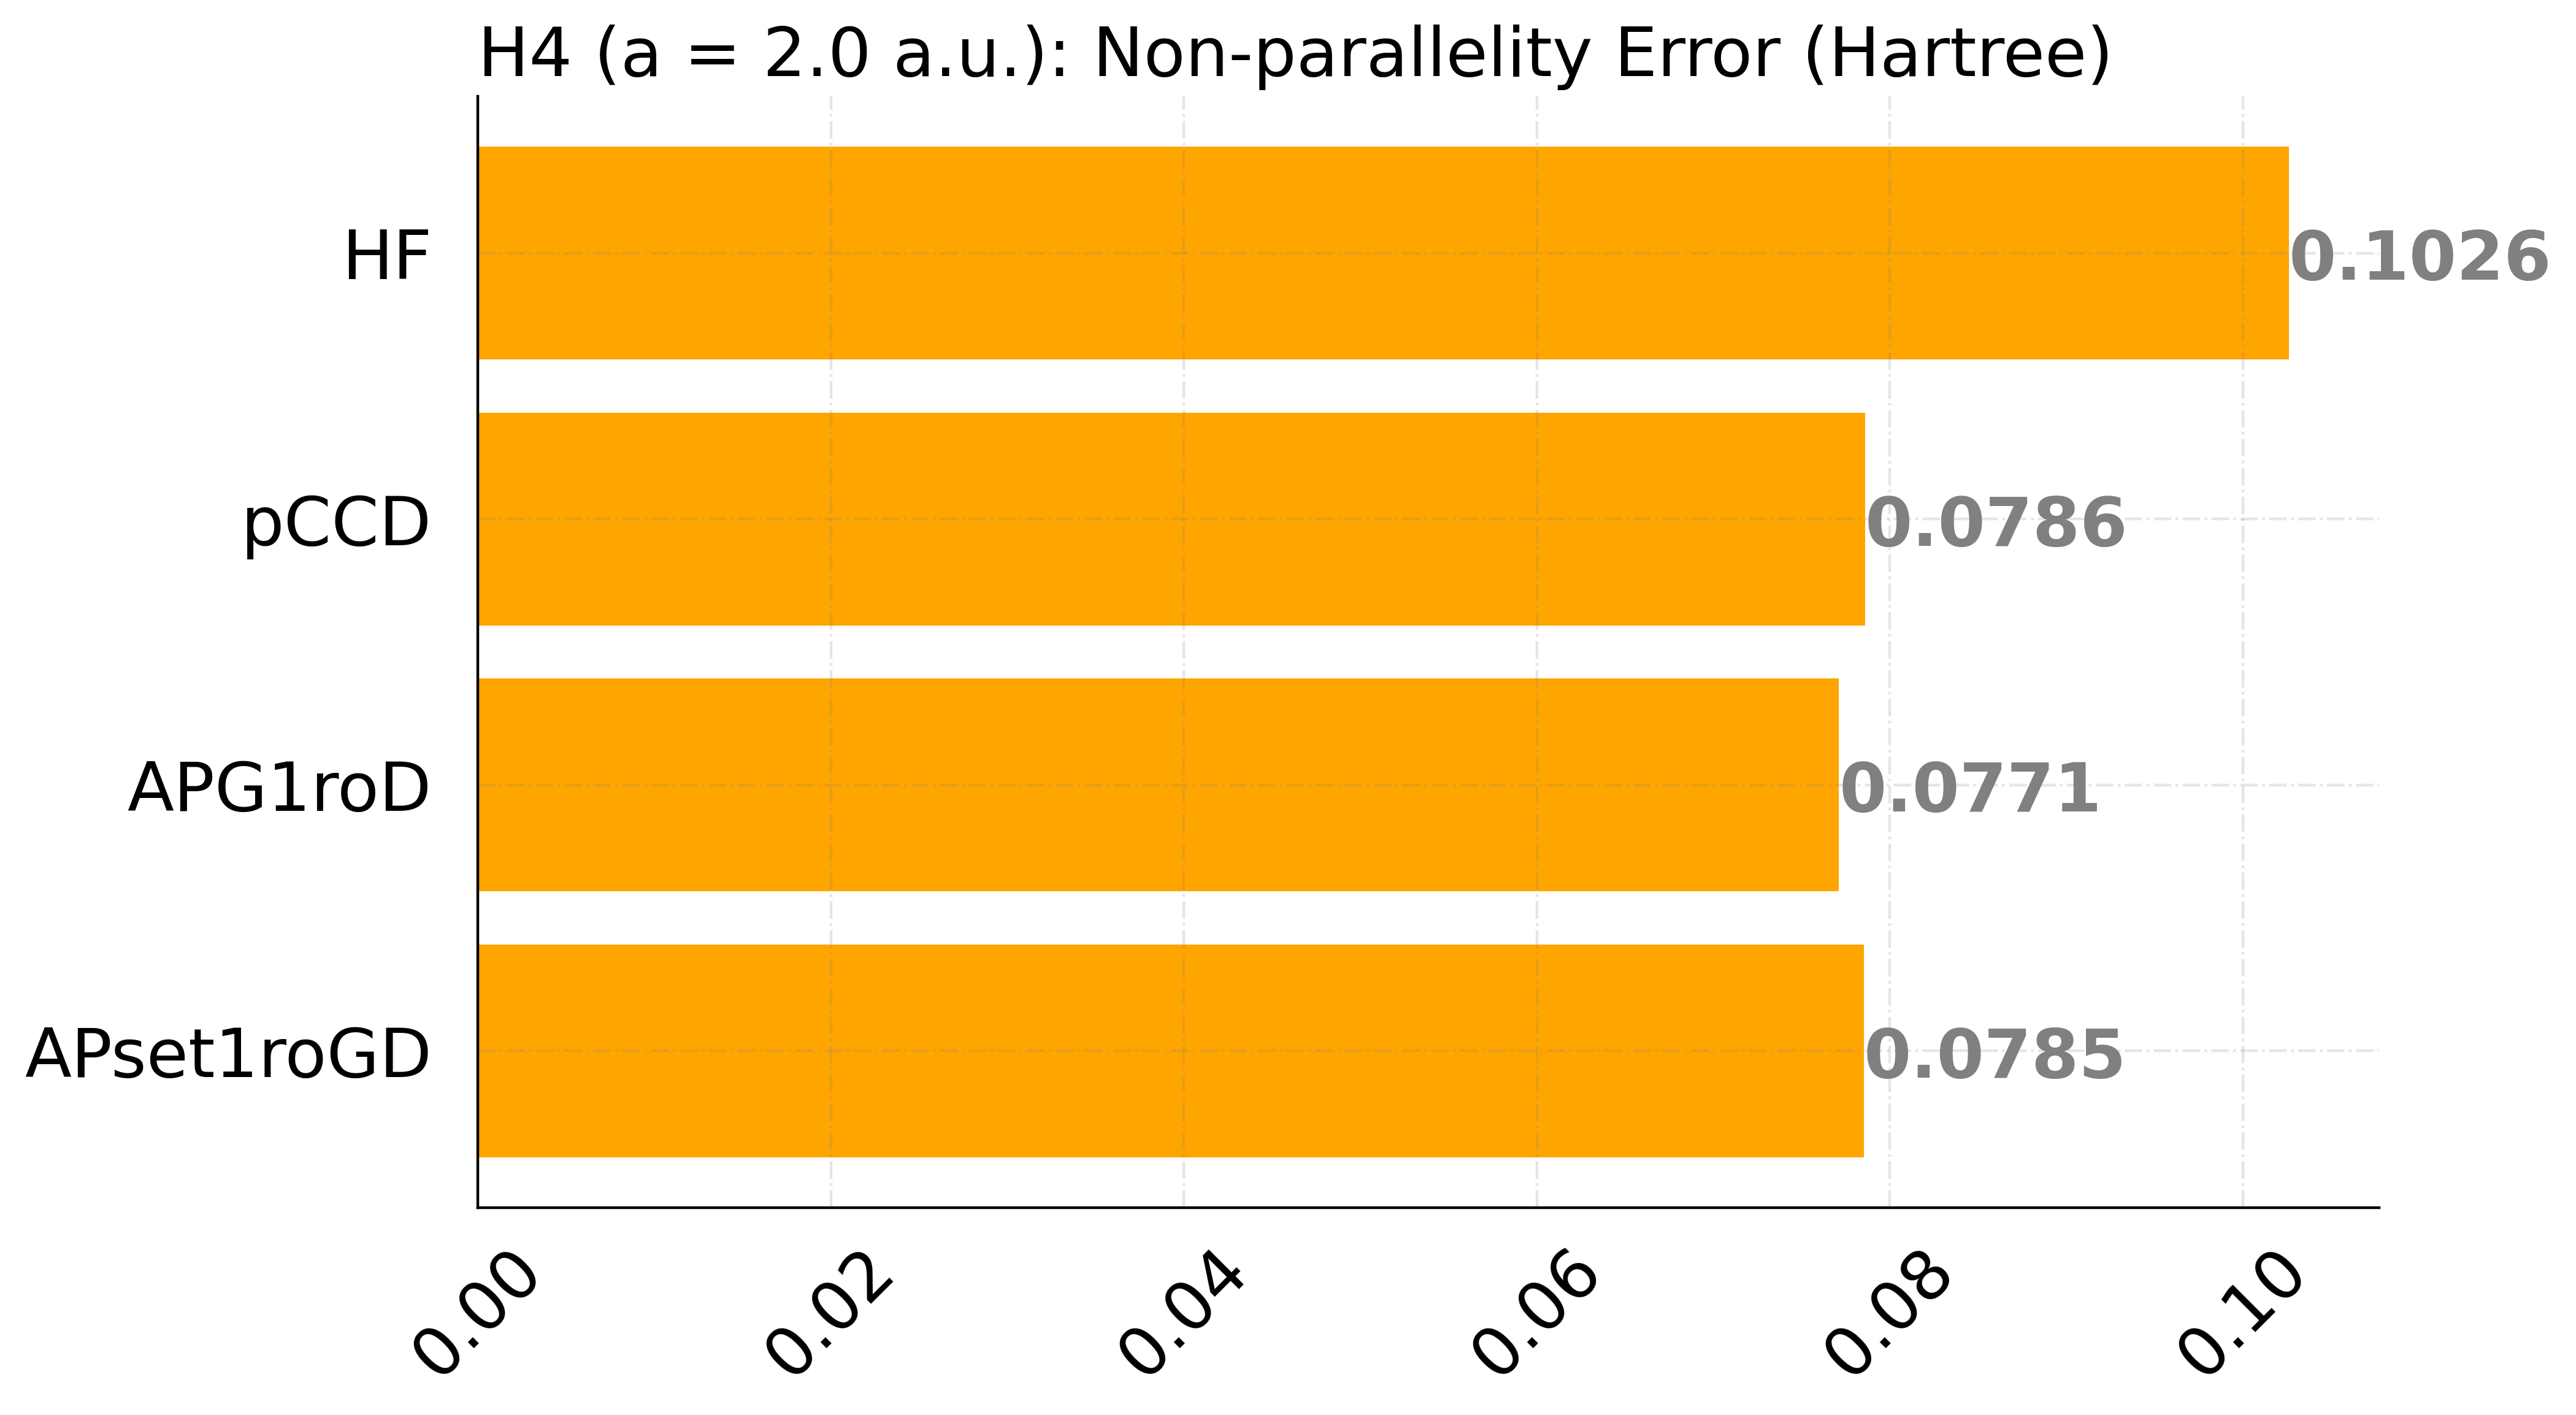 H4 (a = 2.0 a.u.): Non-parallelity Error (Hartree)
HF
0.1026
pCCD
0.0786
APG1roD
0.0771
APset1roGD
0.0785
0.00 0.02 0.04 0.06 0.08 0.10